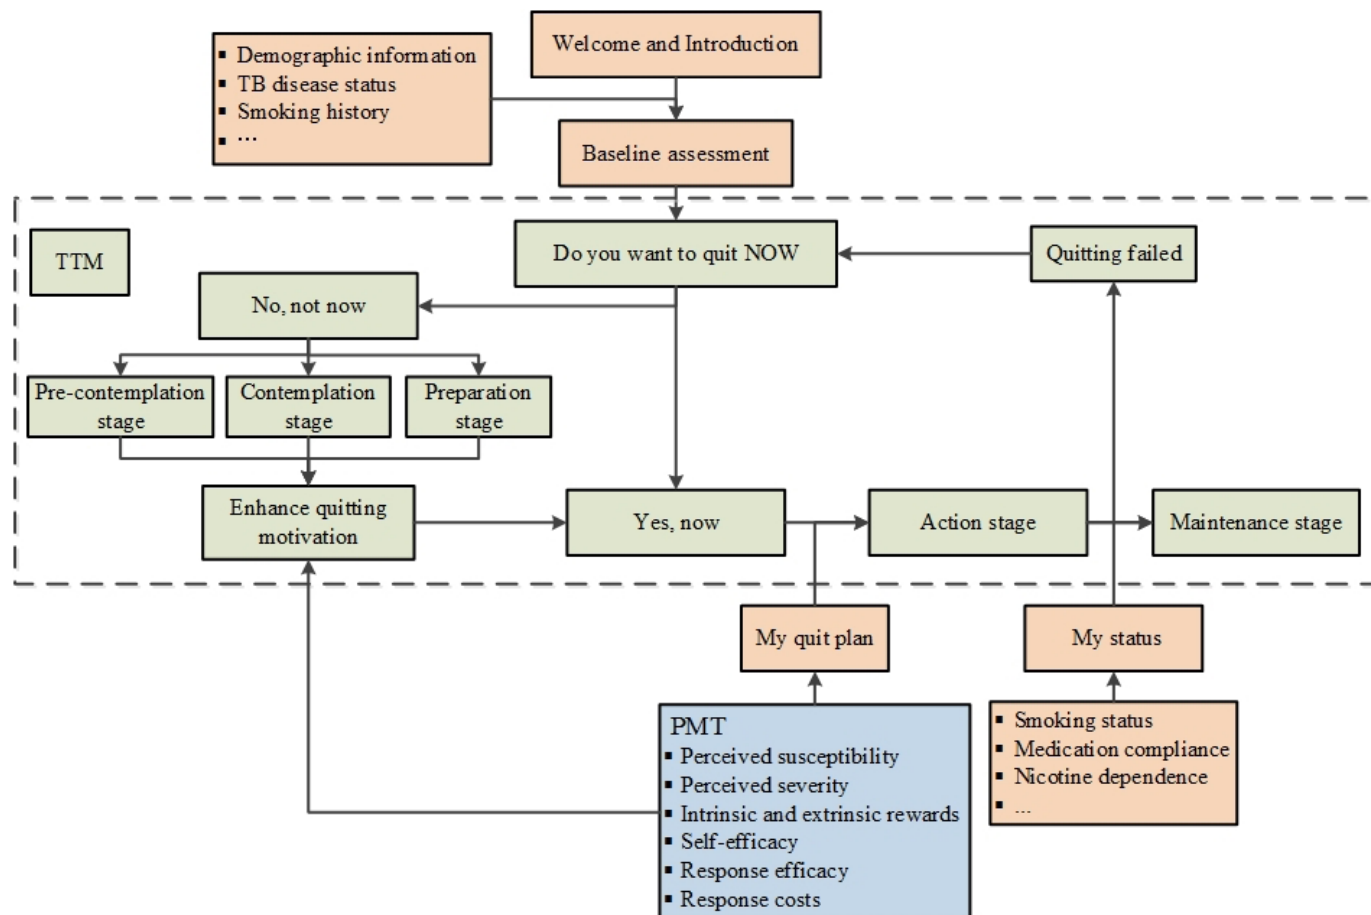 Welcome and Introduction
▪ Demographic information
▪ TB disease status
▪ Smoking history
▪ ...
Baseline assessment
TTM
Do you want to quit NOW
Quitting failed
No, not now
Pre-contemplation
stage
Contemplation
stage
Preparation
stage
Enhance quitting
motivation
Yes, now
Action stage
Maintenance stage
My quit plan
My status
PMT
▪ Perceived susceptibility
▪ Perceived severity
▪ Intrinsic and extrinsic rewards
▪ Self-efficacy
▪ Response efficacy
▪ Response costs
▪ Smoking status
▪ Medication compliance
▪ Nicotine dependence
▪ ...